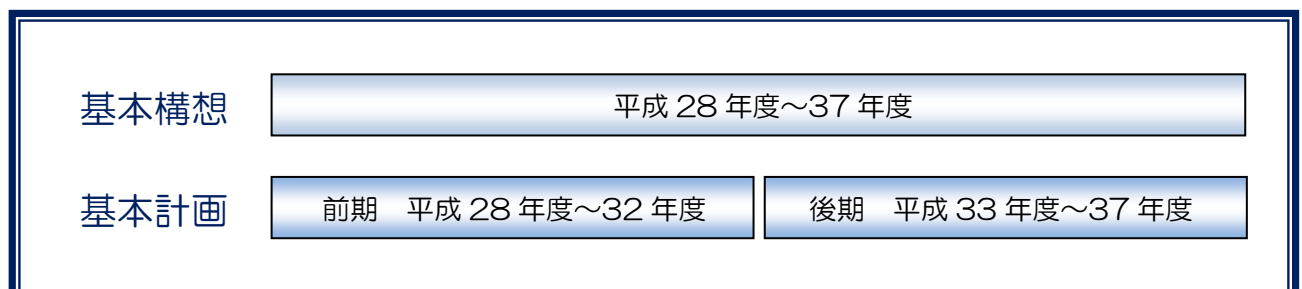 基本構想 平成 28 年度～37 年度
基本計画 前期　平成 28 年度～32 年度 後期　平成 33 年度～37 年度